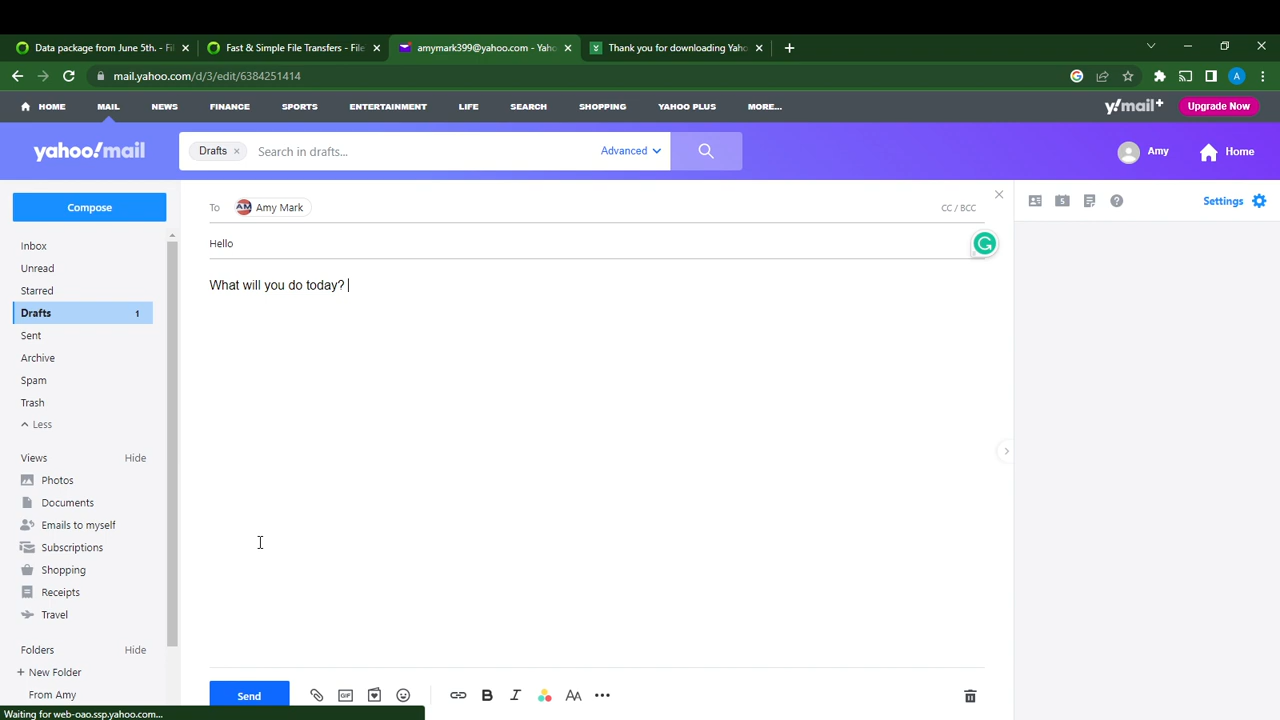 Data package from June 5th. - Fil
Fast & Simple File Transfers - File
amymark399@yahoo.com - Yaho
Thank you for downloading Yaho
mail.yahoo.com/d/3/edit/6384251414
A
HOME MAIL NEWS FINANCE SPORTS ENTERTAINMENT LIFE SEARCH SHOPPING YAHOO PLUS MORE... y!mail+ Upgrade Now
yahoo!mail Drafts × Search in drafts... Advanced Amy Home
Compose
To AM Amy Mark CC / BCC
Settings
Hello
What will you do today?
Inbox
Unread
Starred
Drafts 1
Sent
Archive
Spam
Trash
Less
Views Hide
Photos
Documents
Emails to myself
Subscriptions
Shopping
Receipts
Travel
Folders Hide
+ New Folder
From Amy
Send GIF B I AA
Waiting for web-oao.ssp.yahoo.com...